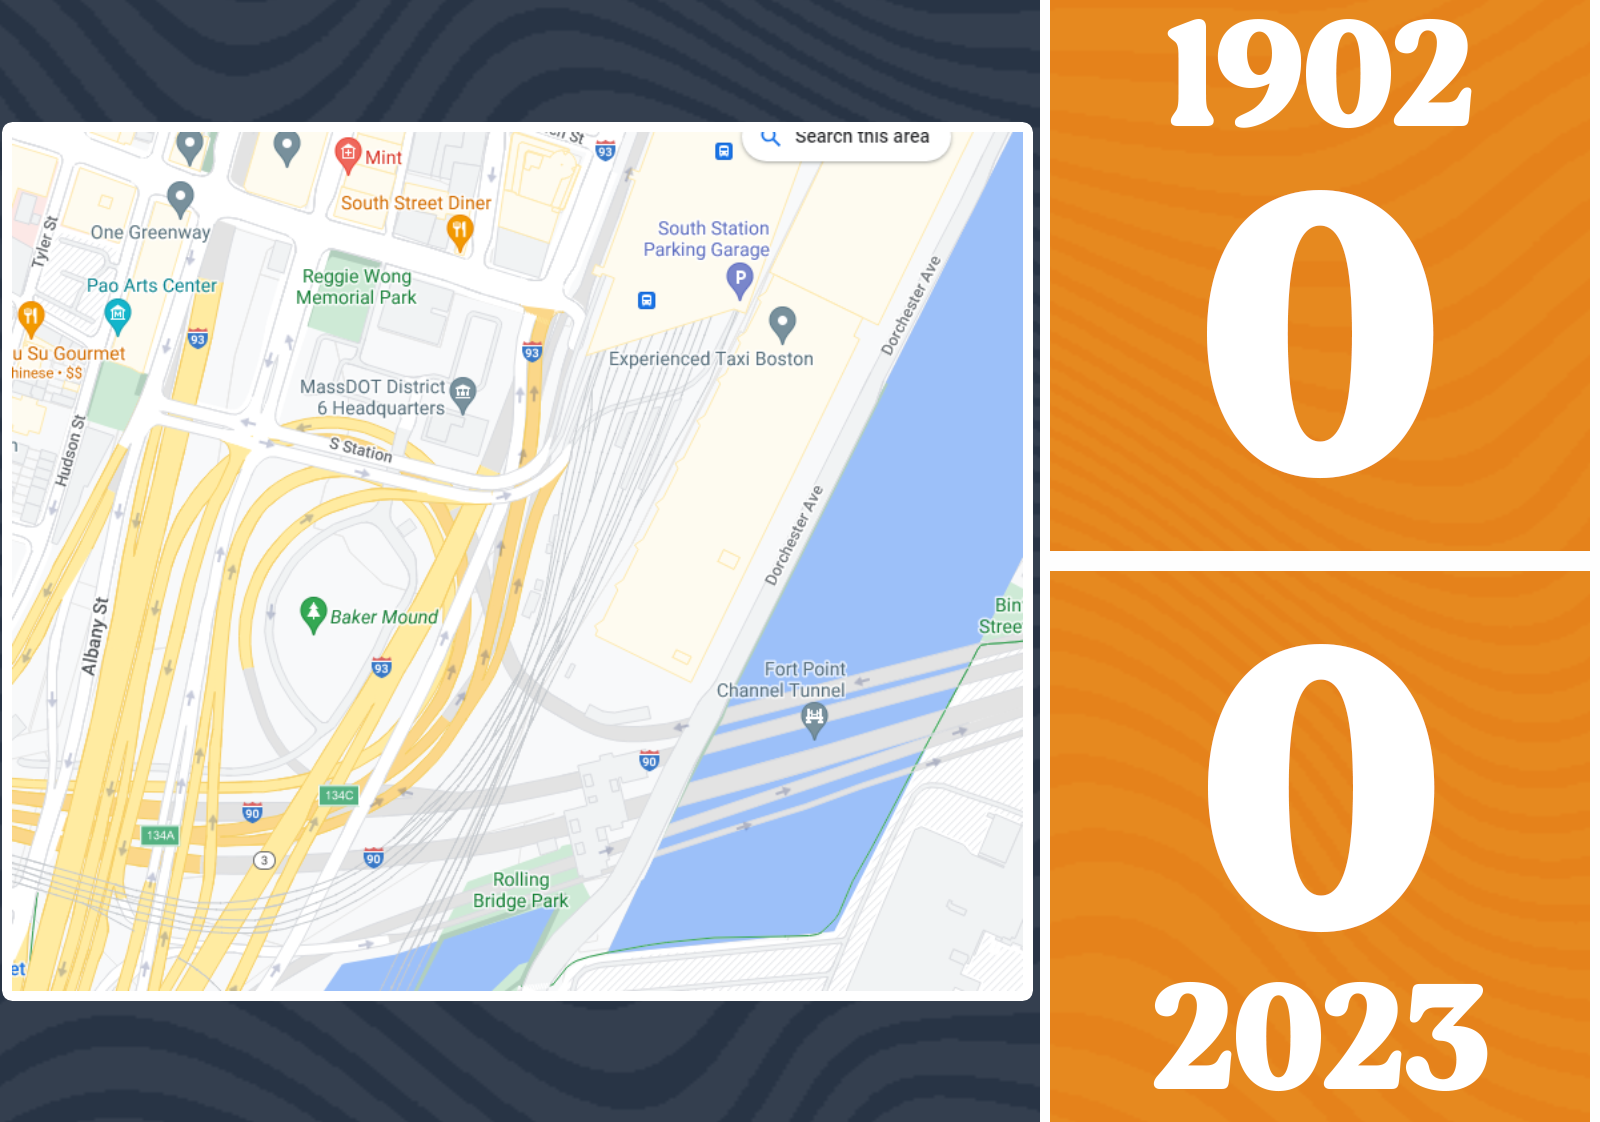 en St
93
Search this area
Mint
South Street Diner
One Greenway
Tyler St
South Station
Parking Garage
P
Reggie Wong
Memorial Park
Pao Arts Center
Dorchester Ave
93
93
u Su Gourmet
hinese • $$
Experienced Taxi Boston
MassDOT District
6 Headquarters
Hudson St
S Station
Dorchester Ave
Albany St
Baker Mound
Bin
Stree
93
Fort Point
Channel Tunnel
90
134C
90
134A
3
90
Rolling
Bridge Park
et
1902
0
0
2023